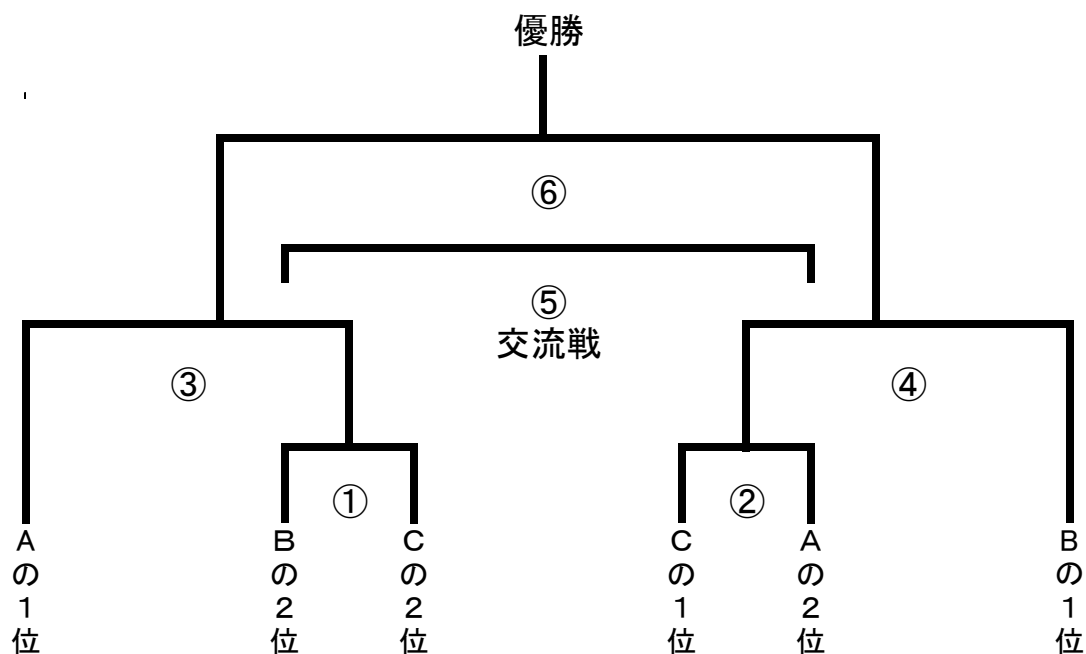 優勝
⑥
⑤
交流戦
③
④
①
②
Aの1位
Bの2位
Cの2位
Cの1位
Aの2位
Bの1位